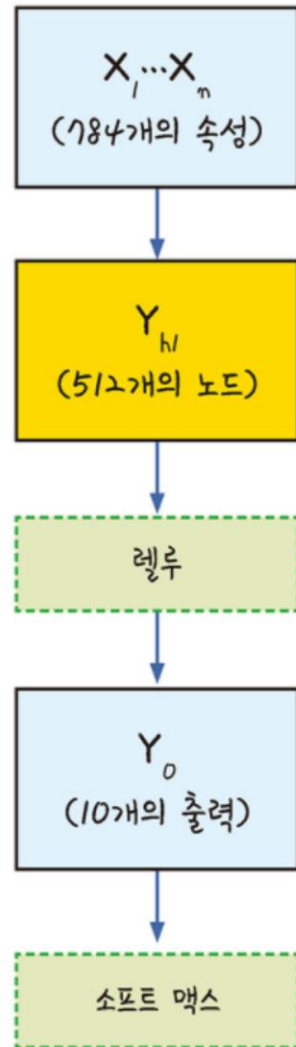 X₁...Xₙ
(784개의 속성)
Yₕ₁
(512개의 노드)
렐루
Y₀
(10개의 출력)
소프트 맥스